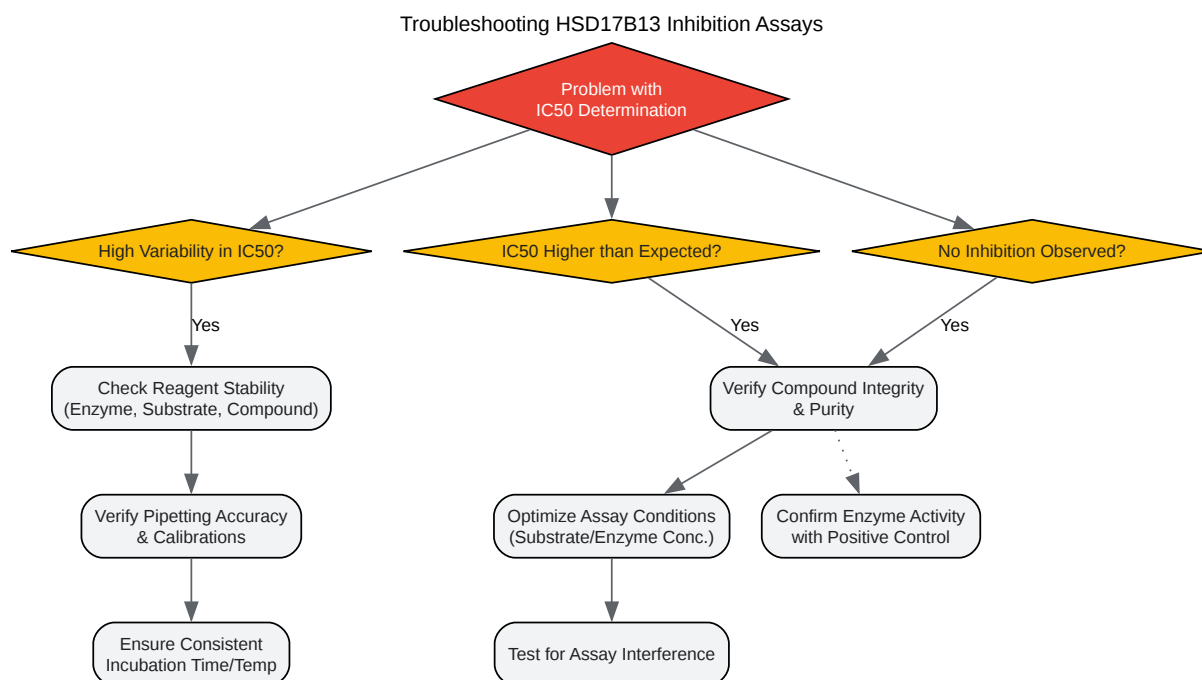 Troubleshooting HSD17B13 Inhibition Assays
Problem with
IC50 Determination
High Variability in IC50?
IC50 Higher than Expected?
No Inhibition Observed?
Yes
Yes
Yes
Check Reagent Stability
(Enzyme, Substrate, Compound)
Verify Compound Integrity
& Purity
Verify Pipetting Accuracy
& Calibrations
Optimize Assay Conditions
(Substrate/Enzyme Conc.)
Confirm Enzyme Activity
with Positive Control
Ensure Consistent
Incubation Time/Temp
Test for Assay Interference